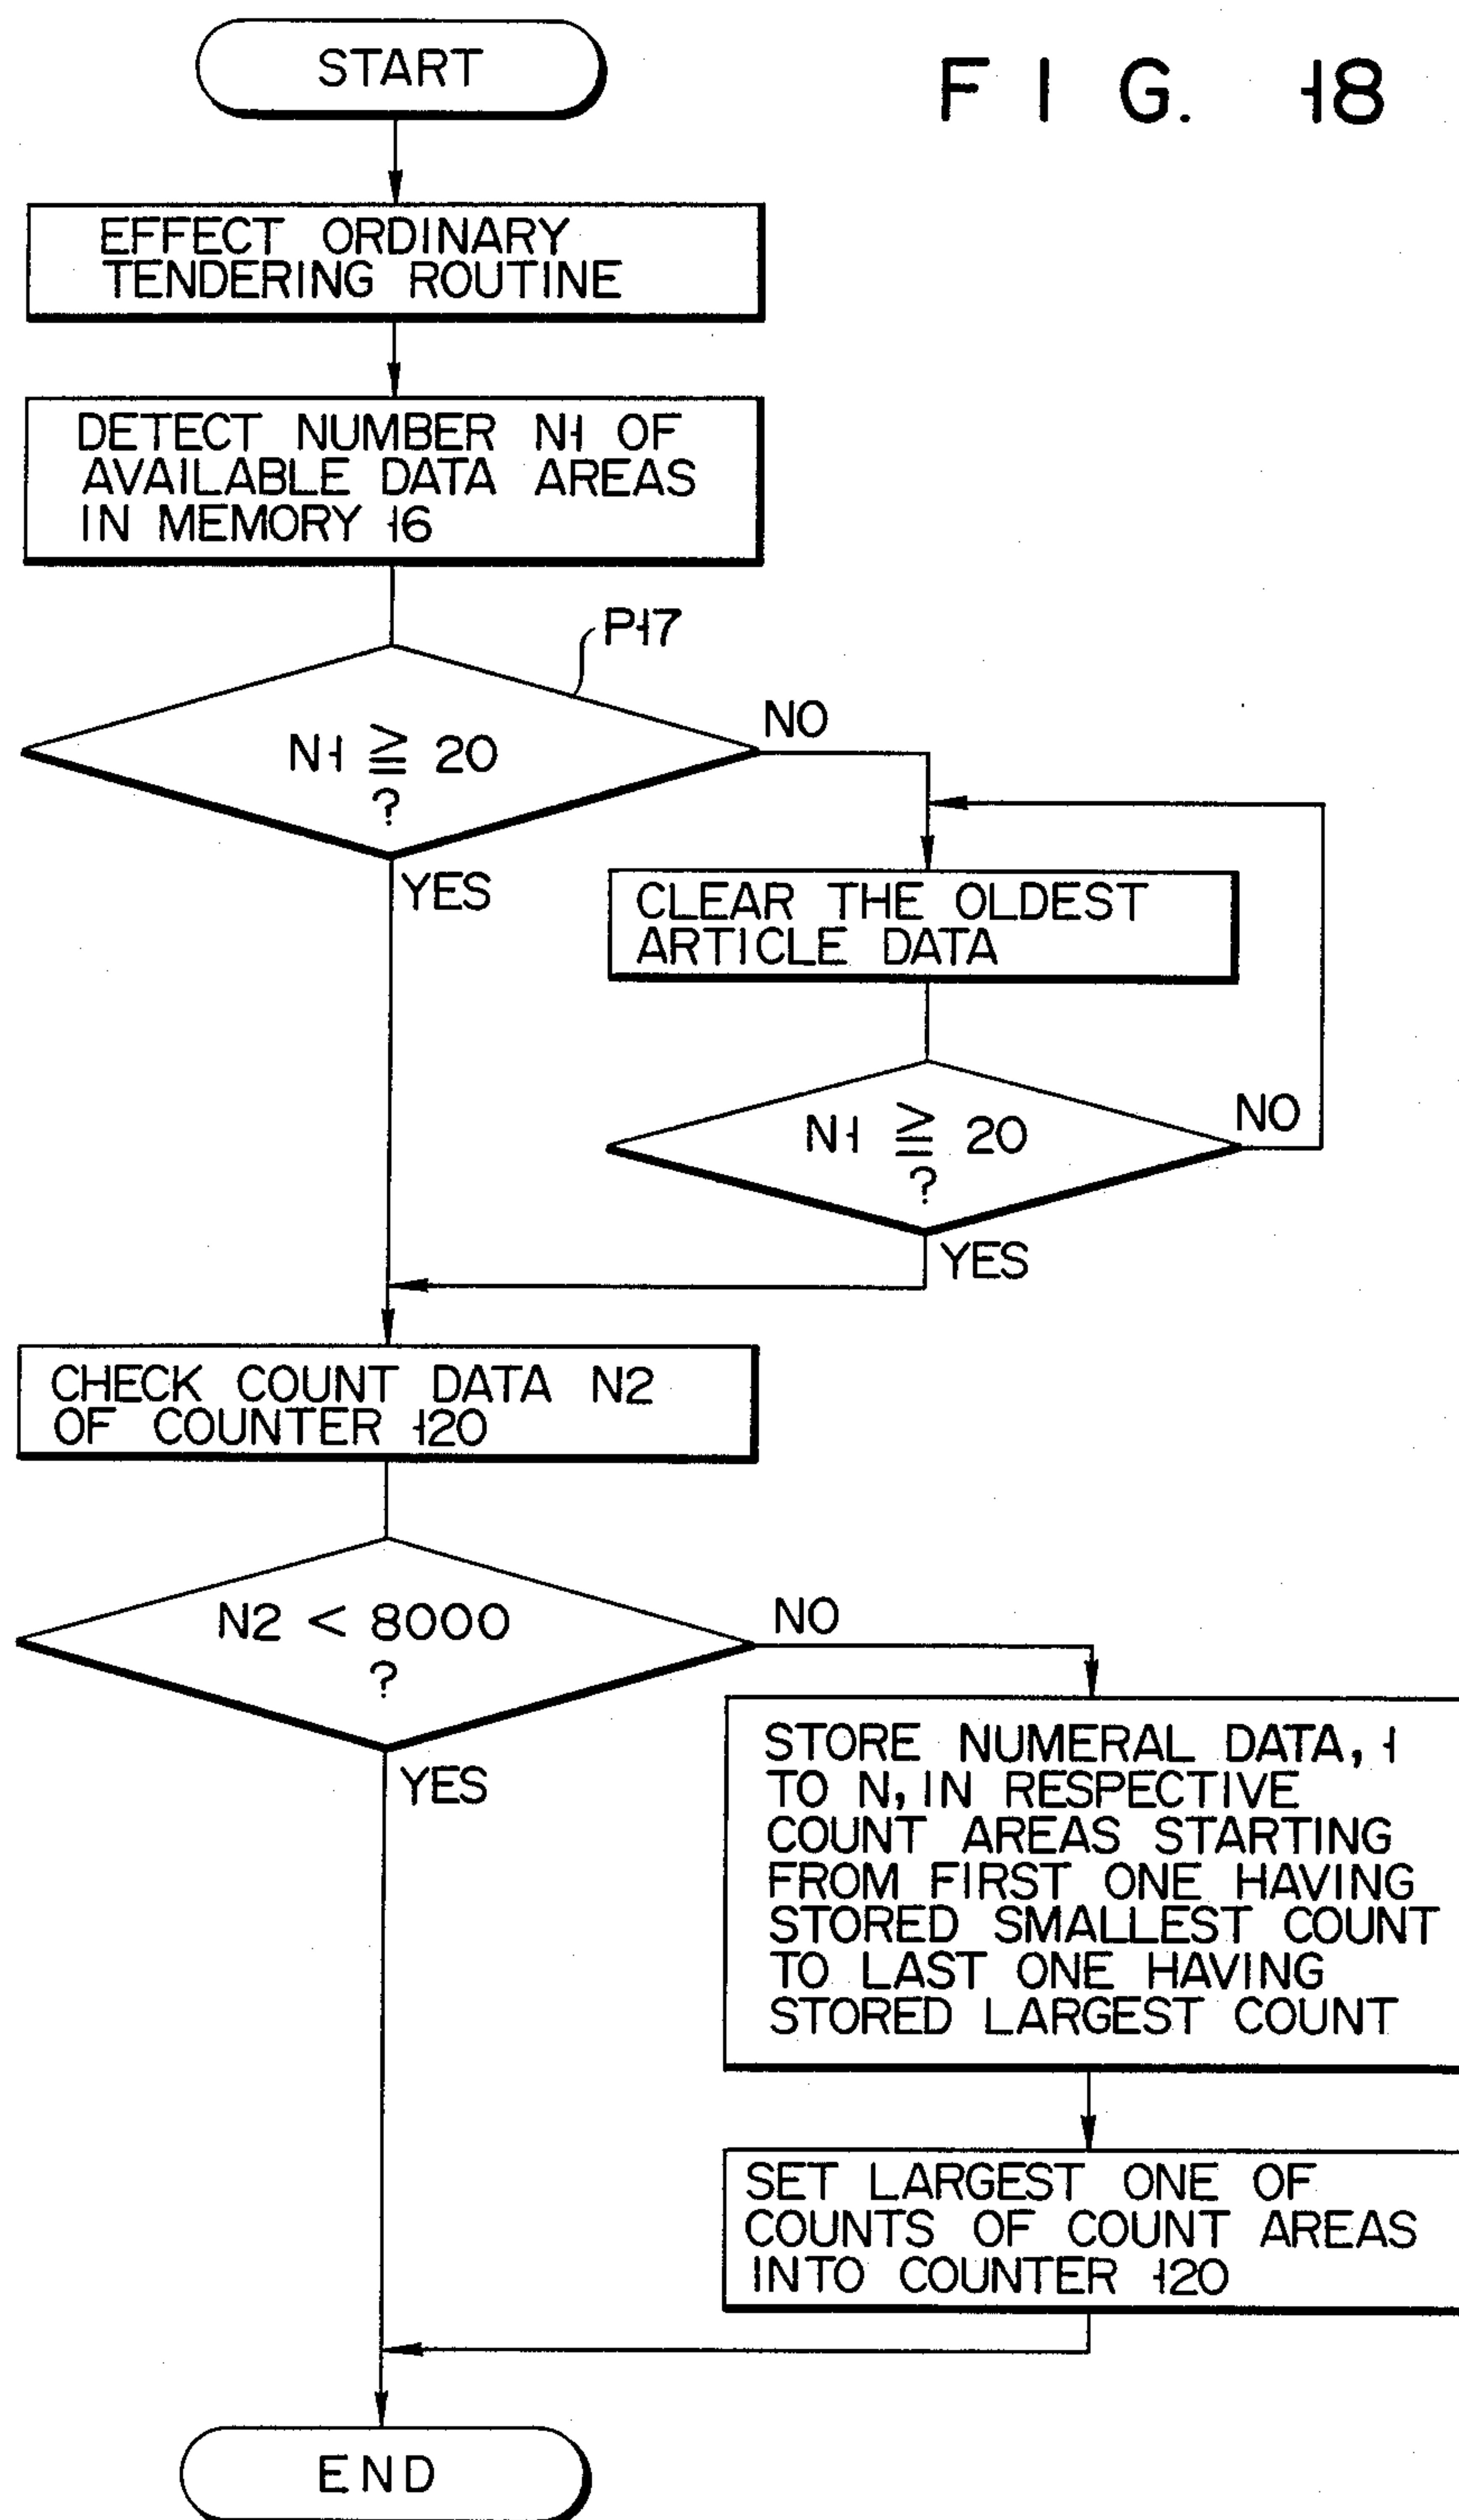 START
FIG. 18
EFFECT ORDINARY
TENDERING ROUTINE
DETECT NUMBER N1 OF
AVAILABLE DATA AREAS
IN MEMORY 16
P17
N1 ≧ 20
?
NO
YES
CLEAR THE OLDEST
ARTICLE DATA
N1 ≧ 20
?
NO
YES
CHECK COUNT DATA N2
OF COUNTER 120
N2 < 8000
?
NO
YES
STORE NUMERAL DATA, 1
TO N, IN RESPECTIVE
COUNT AREAS STARTING
FROM FIRST ONE HAVING
STORED SMALLEST COUNT
TO LAST ONE HAVING
STORED LARGEST COUNT
SET LARGEST ONE OF
COUNTS OF COUNT AREAS
INTO COUNTER 120
END